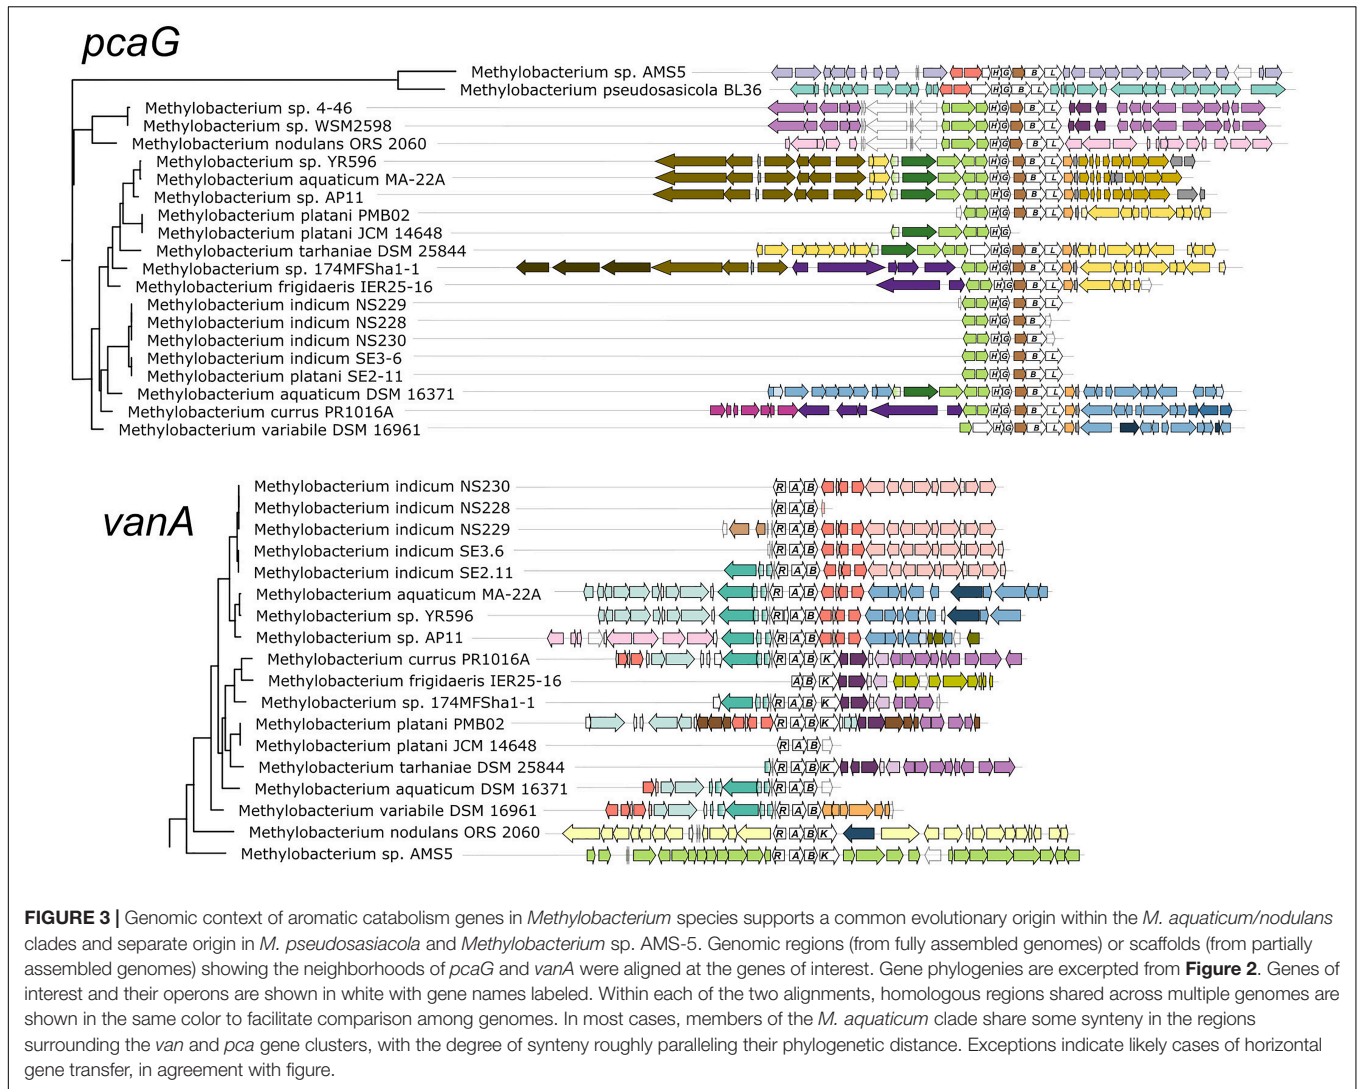 pcaG
Methylobacterium sp. AMS5 H G B L
Methylobacterium pseudosasicola BL36 H G B L
Methylobacterium sp. 4-46 H G B L
Methylobacterium sp. WSM2598 H G B L
Methylobacterium nodulans ORS 2060 H G B L
Methylobacterium sp. YR596 H G B L
Methylobacterium aquaticum MA-22A H G B L
Methylobacterium sp. AP11 H G B L
Methylobacterium platani PMB02 H G B L
Methylobacterium platani JCM 14648 H G
Methylobacterium tarhaniae DSM 25844 H G B L
Methylobacterium sp. 174MFSha1-1 H G B L
Methylobacterium frigidaeris IER25-16 H G B L
Methylobacterium indicum NS229 H G B L
Methylobacterium indicum NS228 H G B
Methylobacterium indicum NS230 H G B
Methylobacterium indicum SE3-6 H G B L
Methylobacterium platani SE2-11 H G B L
Methylobacterium aquaticum DSM 16371 H G B L
Methylobacterium currus PR1016A H G B L
Methylobacterium variabile DSM 16961 H G B L
vanA
Methylobacterium indicum NS230 R A B
Methylobacterium indicum NS228 R A B
Methylobacterium indicum NS229 R A B
Methylobacterium indicum SE3.6 R A B
Methylobacterium indicum SE2.11 R A B
Methylobacterium aquaticum MA-22A R A B
Methylobacterium sp. YR596 R A B
Methylobacterium sp. AP11 R A B
Methylobacterium currus PR1016A R A B K
Methylobacterium frigidaeris IER25-16 A B K
Methylobacterium sp. 174MFSha1-1 R A B K
Methylobacterium platani PMB02 R A B K
Methylobacterium platani JCM 14648 R A B
Methylobacterium tarhaniae DSM 25844 R A B K
Methylobacterium aquaticum DSM 16371 R A B
Methylobacterium variabile DSM 16961 R A B
Methylobacterium nodulans ORS 2060 R A B K
Methylobacterium sp. AMS5 R A B K
FIGURE 3 | Genomic context of aromatic catabolism genes in Methylobacterium species supports a common evolutionary origin within the M. aquaticum/nodulans
clades and separate origin in M. pseudosasiacola and Methylobacterium sp. AMS-5. Genomic regions (from fully assembled genomes) or scaffolds (from partially
assembled genomes) showing the neighborhoods of pcaG and vanA were aligned at the genes of interest. Gene phylogenies are excerpted from Figure 2. Genes of
interest and their operons are shown in white with gene names labeled. Within each of the two alignments, homologous regions shared across multiple genomes are
shown in the same color to facilitate comparison among genomes. In most cases, members of the M. aquaticum clade share some synteny in the regions
surrounding the van and pca gene clusters, with the degree of synteny roughly paralleling their phylogenetic distance. Exceptions indicate likely cases of horizontal
gene transfer, in agreement with figure.